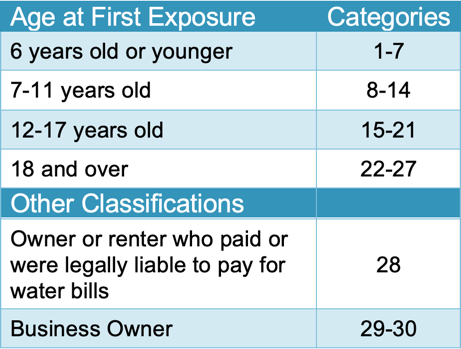 Age at First Exposure Categories
6 years old or younger 1-7
7-11 years old 8-14
12-17 years old 15-21
18 and over 22-27
Other Classifications
Owner or renter who paid or
were legally liable to pay for 28
water bills
Business Owner 29-30